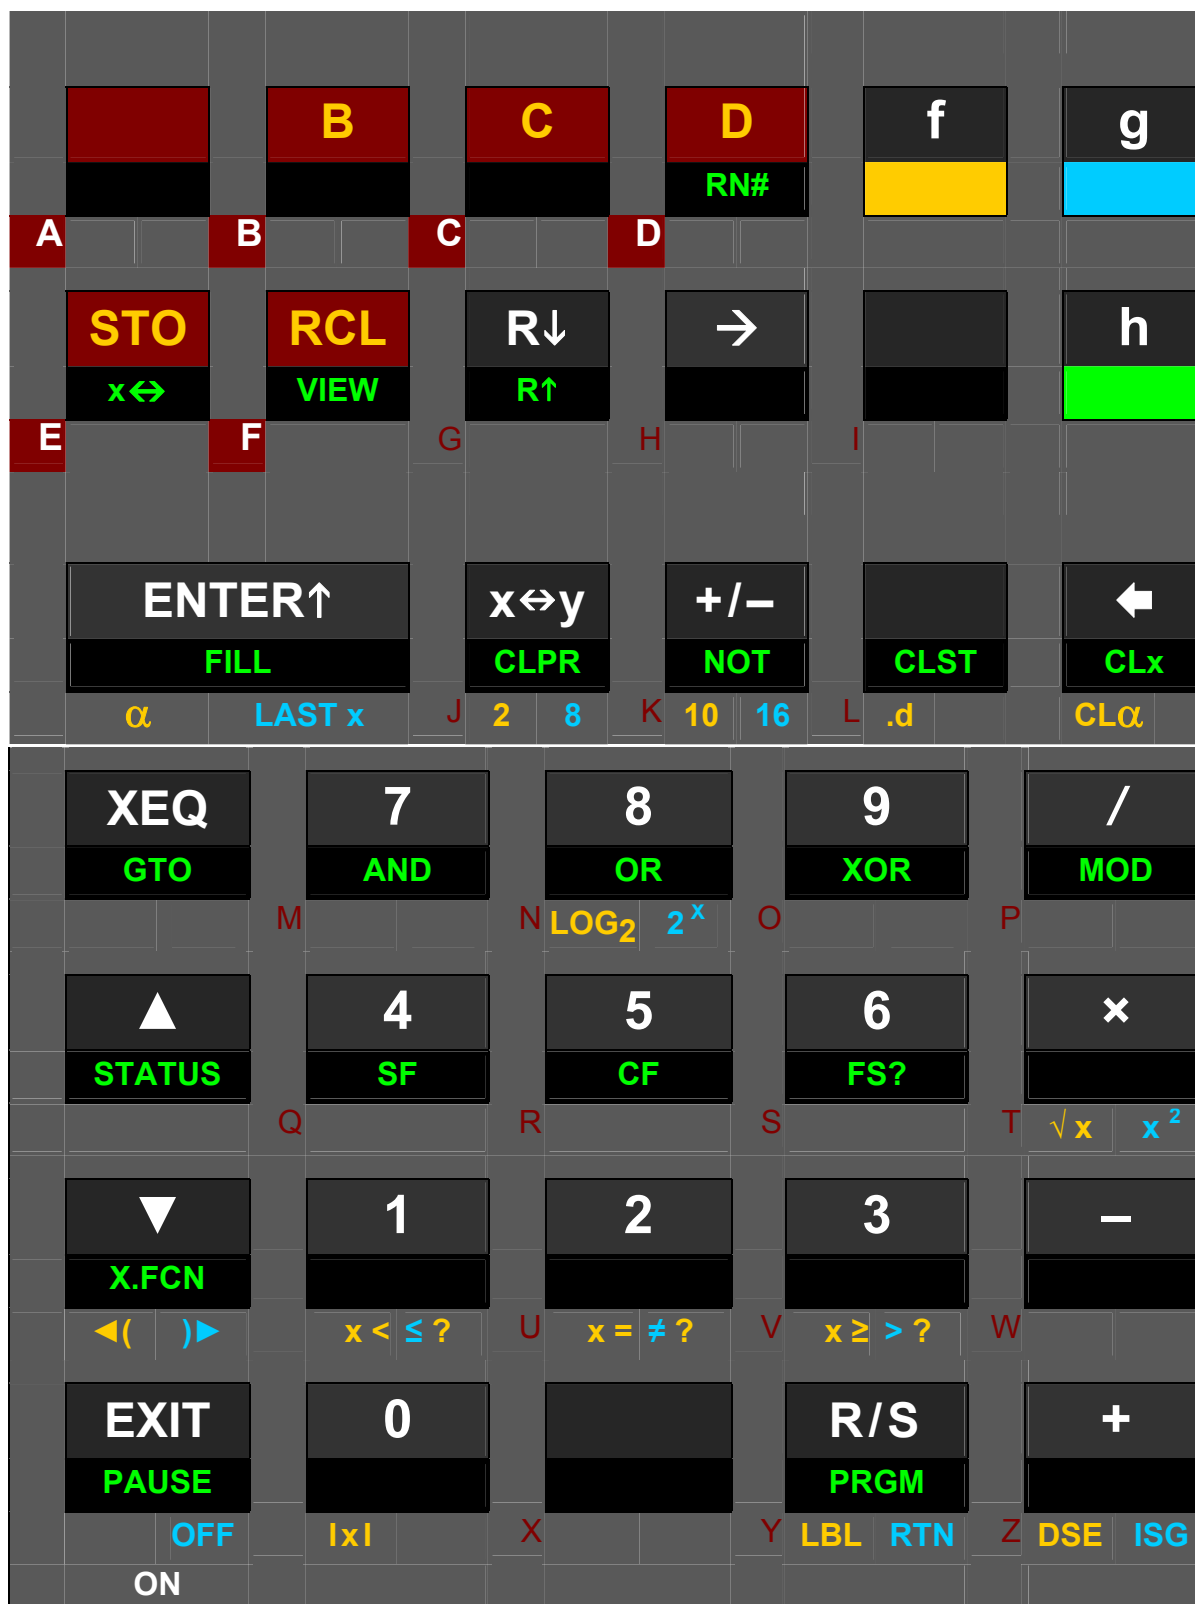 B C D f g
RN#
A B C D
STO RCL R↓ → h
x↔ VIEW R↑
E F G H I
ENTER↑ x↔y +/– 🡄
FILL CLPR NOT CLST CLx
α LAST x J 2 8 K 10 16 L .d CLα
XEQ 7 8 9 /
GTO AND OR XOR MOD
M N LOG₂ 2ˣ O P
▲ 4 5 6 ×
STATUS SF CF FS?
Q R S T √x x²
▼ 1 2 3 –
X.FCN
◄( )► x < ≤ ? U x = ≠ ? V x ≥ > ? W
EXIT 0 R/S +
PAUSE PRGM
OFF |x| X Y LBL RTN Z DSE ISG
ON